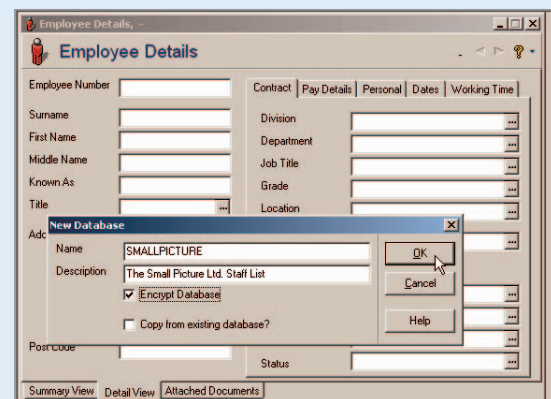 Employee Details, -
Employee Details
Employee Number
Surname
First Name
Middle Name
Known As
Title
Contract Pay Details Personal Dates Working Time
Division
Department
Job Title
Grade
Location
New Database
Name SMALLPICTURE
Description The Small Picture Ltd. Staff List
Encrypt Database
Copy from existing database?
OK
Cancel
Help
Post Code
Status
Summary View Detail View Attached Documents